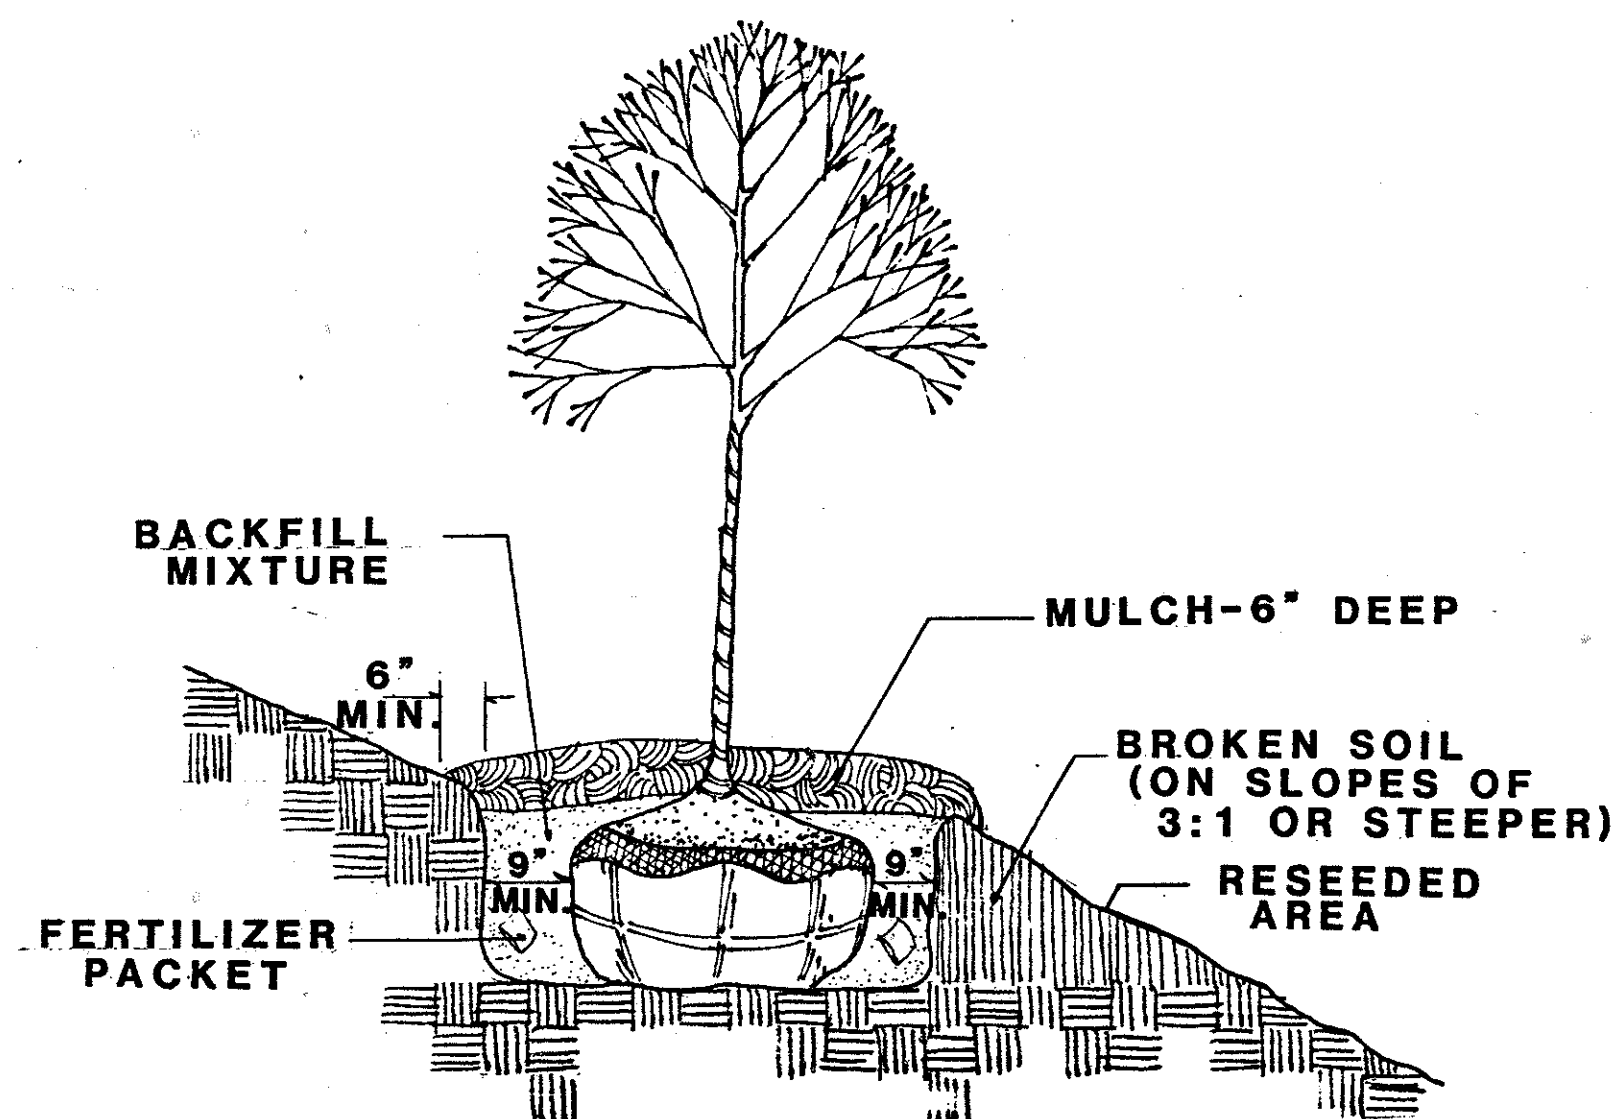 BACKFILL
MIXTURE
6"
MIN.
MULCH-6" DEEP
BROKEN SOIL
(ON SLOPES OF
3:1 OR STEEPER)
RESEEDED
AREA
9"
MIN.
9"
MIN.
FERTILIZER
PACKET